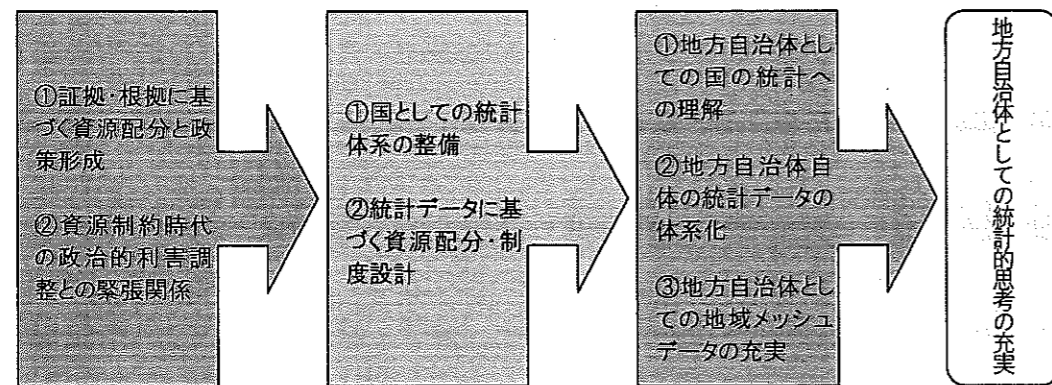 ①証拠・根拠に基
づく資源配分と政
策形成
②資源制約時代
の政治的利害調
整との緊張関係
①国としての統計
体系の整備
②統計データに基
づく資源配分・制
度設計
①地方自治体とし
ての国の統計へ
の理解
②地方自治体自
体の統計データの
体系化
③地方自治体とし
ての地域メッシュ
データの充実
地方自治体としての統計的思考の充実